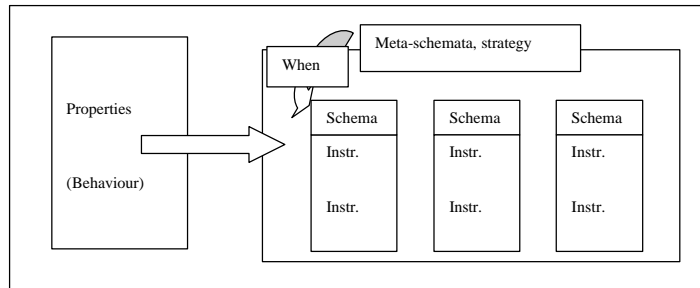 Properties
(Behaviour)
When
Meta-schemata, strategy
Schema
Instr.
Instr.
Schema
Instr.
Instr.
Schema
Instr.
Instr.